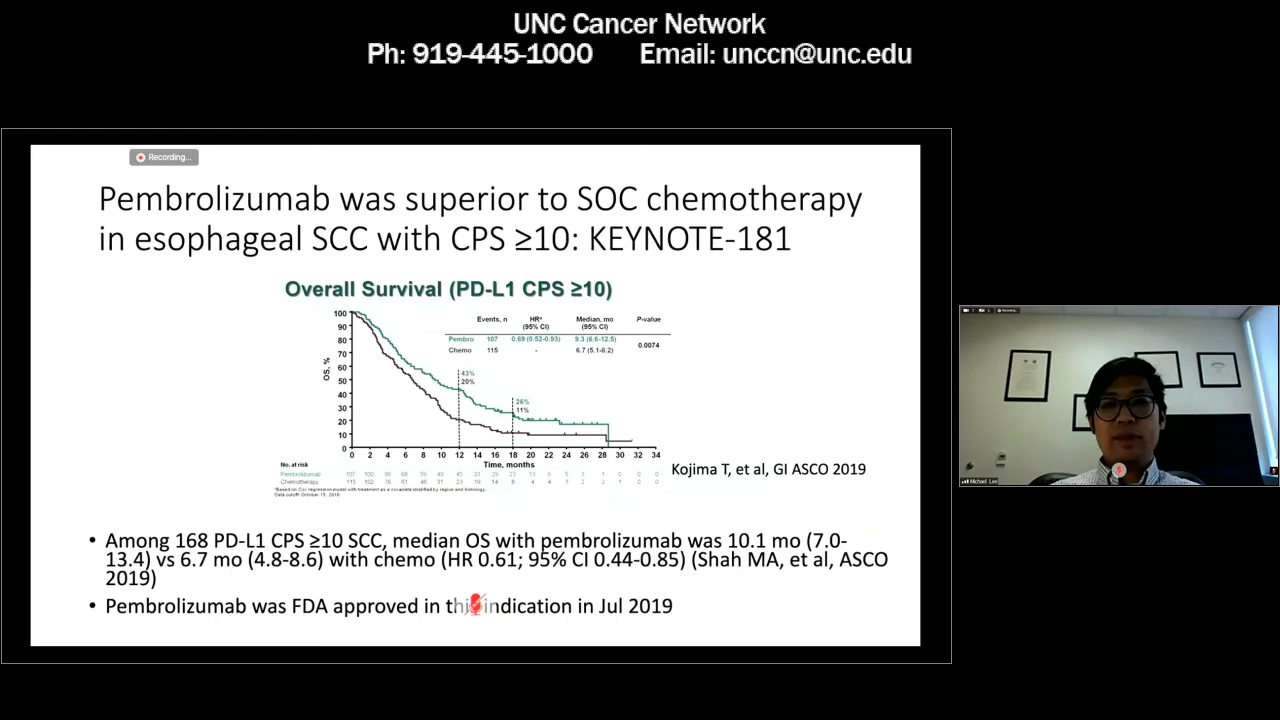 UNC Cancer Network
Ph: 919-445-1000 Email: unccn@unc.edu
Recording...
Pembrolizumab was superior to SOC chemotherapy
in esophageal SCC with CPS ≥10: KEYNOTE-181
Overall Survival (PD-L1 CPS ≥10)
Events, n HRᵃ (95% CI) Median, mo (95% CI) P-value
Pembro 107 0.69 (0.52-0.93) 9.3 (6.6-12.5) 0.0074
Chemo 115 - 6.7 (5.1-8.2)
OS, %
100
90
80
70
60
50
40
30
20
10
0
43%
20%
26%
11%
0 2 4 6 8 10 12 14 16 18 20 22 24 26 28 30 32 34
Time, months
No. at risk
Pembrolizumab 107 100
Chemotherapy 115 102
ᵃBased on Cox regression model with treatment as a covariate stratified by region and histology.
Data cutoff: October 15, 2018
Kojima T, et al, GI ASCO 2019
• Among 168 PD-L1 CPS ≥10 SCC, median OS with pembrolizumab was 10.1 mo (7.0-
13.4) vs 6.7 mo (4.8-8.6) with chemo (HR 0.61; 95% CI 0.44-0.85) (Shah MA, et al, ASCO
2019)
• Pembrolizumab was FDA approved in this indication in Jul 2019
Michael Lee